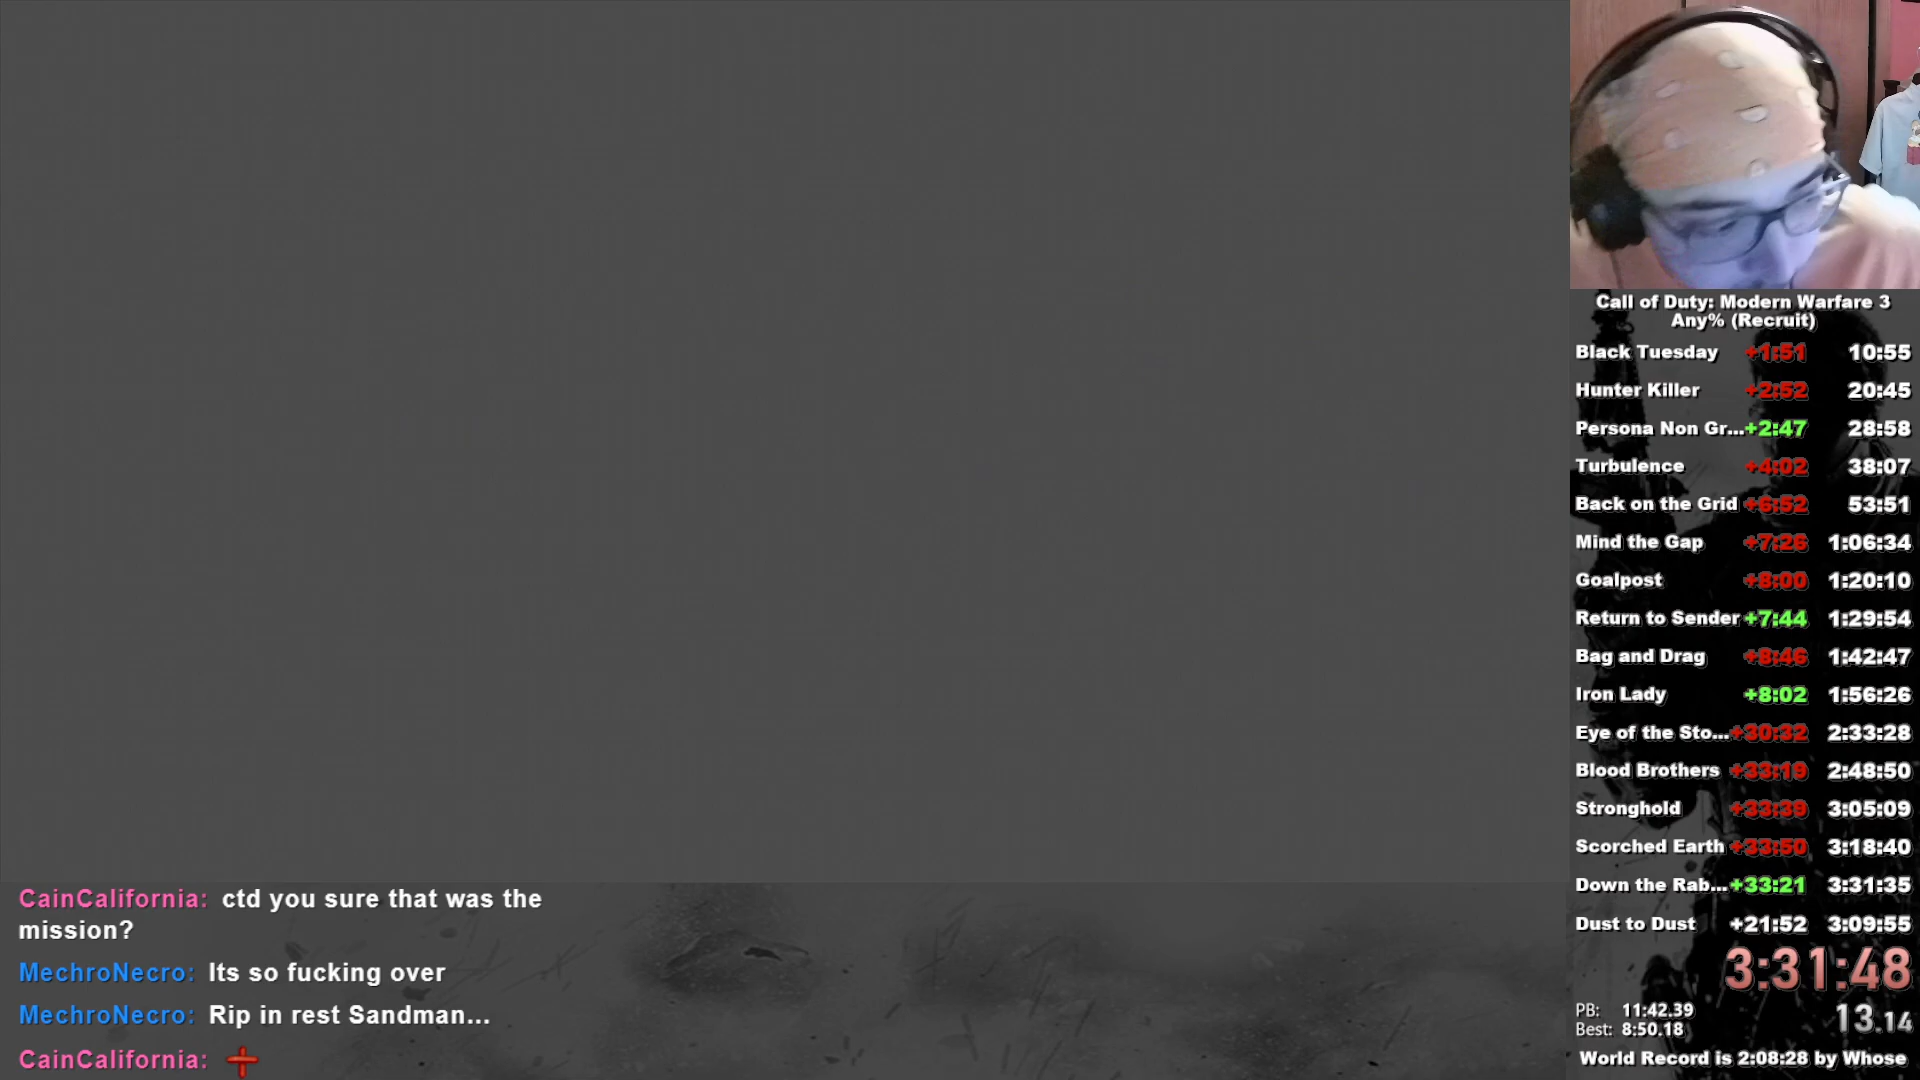 Call of Duty: Modern Warfare 3
Any% (Recruit)
Black Tuesday +1:51 10:55
Hunter Killer +2:52 20:45
Persona Non Gr...+2:47 28:58
Turbulence +4:02 38:07
Back on the Grid +6:52 53:51
Mind the Gap +7:26 1:06:34
Goalpost +8:00 1:20:10
Return to Sender +7:44 1:29:54
Bag and Drag +8:46 1:42:47
Iron Lady +8:02 1:56:26
Eye of the Sto...+30:32 2:33:28
Blood Brothers +33:19 2:48:50
Stronghold +33:39 3:05:09
Scorched Earth +33:50 3:18:40
Down the Rab...+33:21 3:31:35
Dust to Dust +21:52 3:09:55
3:31:48
PB: 11:42.39
Best: 8:50.18
13.14
World Record is 2:08:28 by Whose
CainCalifornia: ctd you sure that was the
mission?
MechroNecro: Its so fucking over
MechroNecro: Rip in rest Sandman...
CainCalifornia: